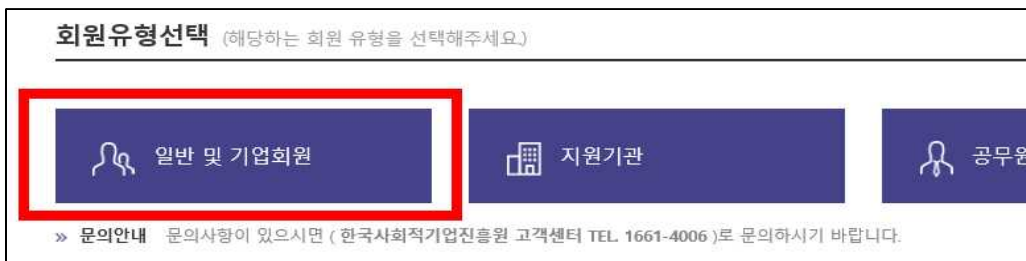 회원유형선택 (해당하는 회원 유형을 선택해주세요.)
일반 및 기업회원
지원기관
공무원
» 문의안내 문의사항이 있으시면 ( 한국사회적기업진흥원 고객센터 TEL. 1661-4006 )로 문의하시기 바랍니다.